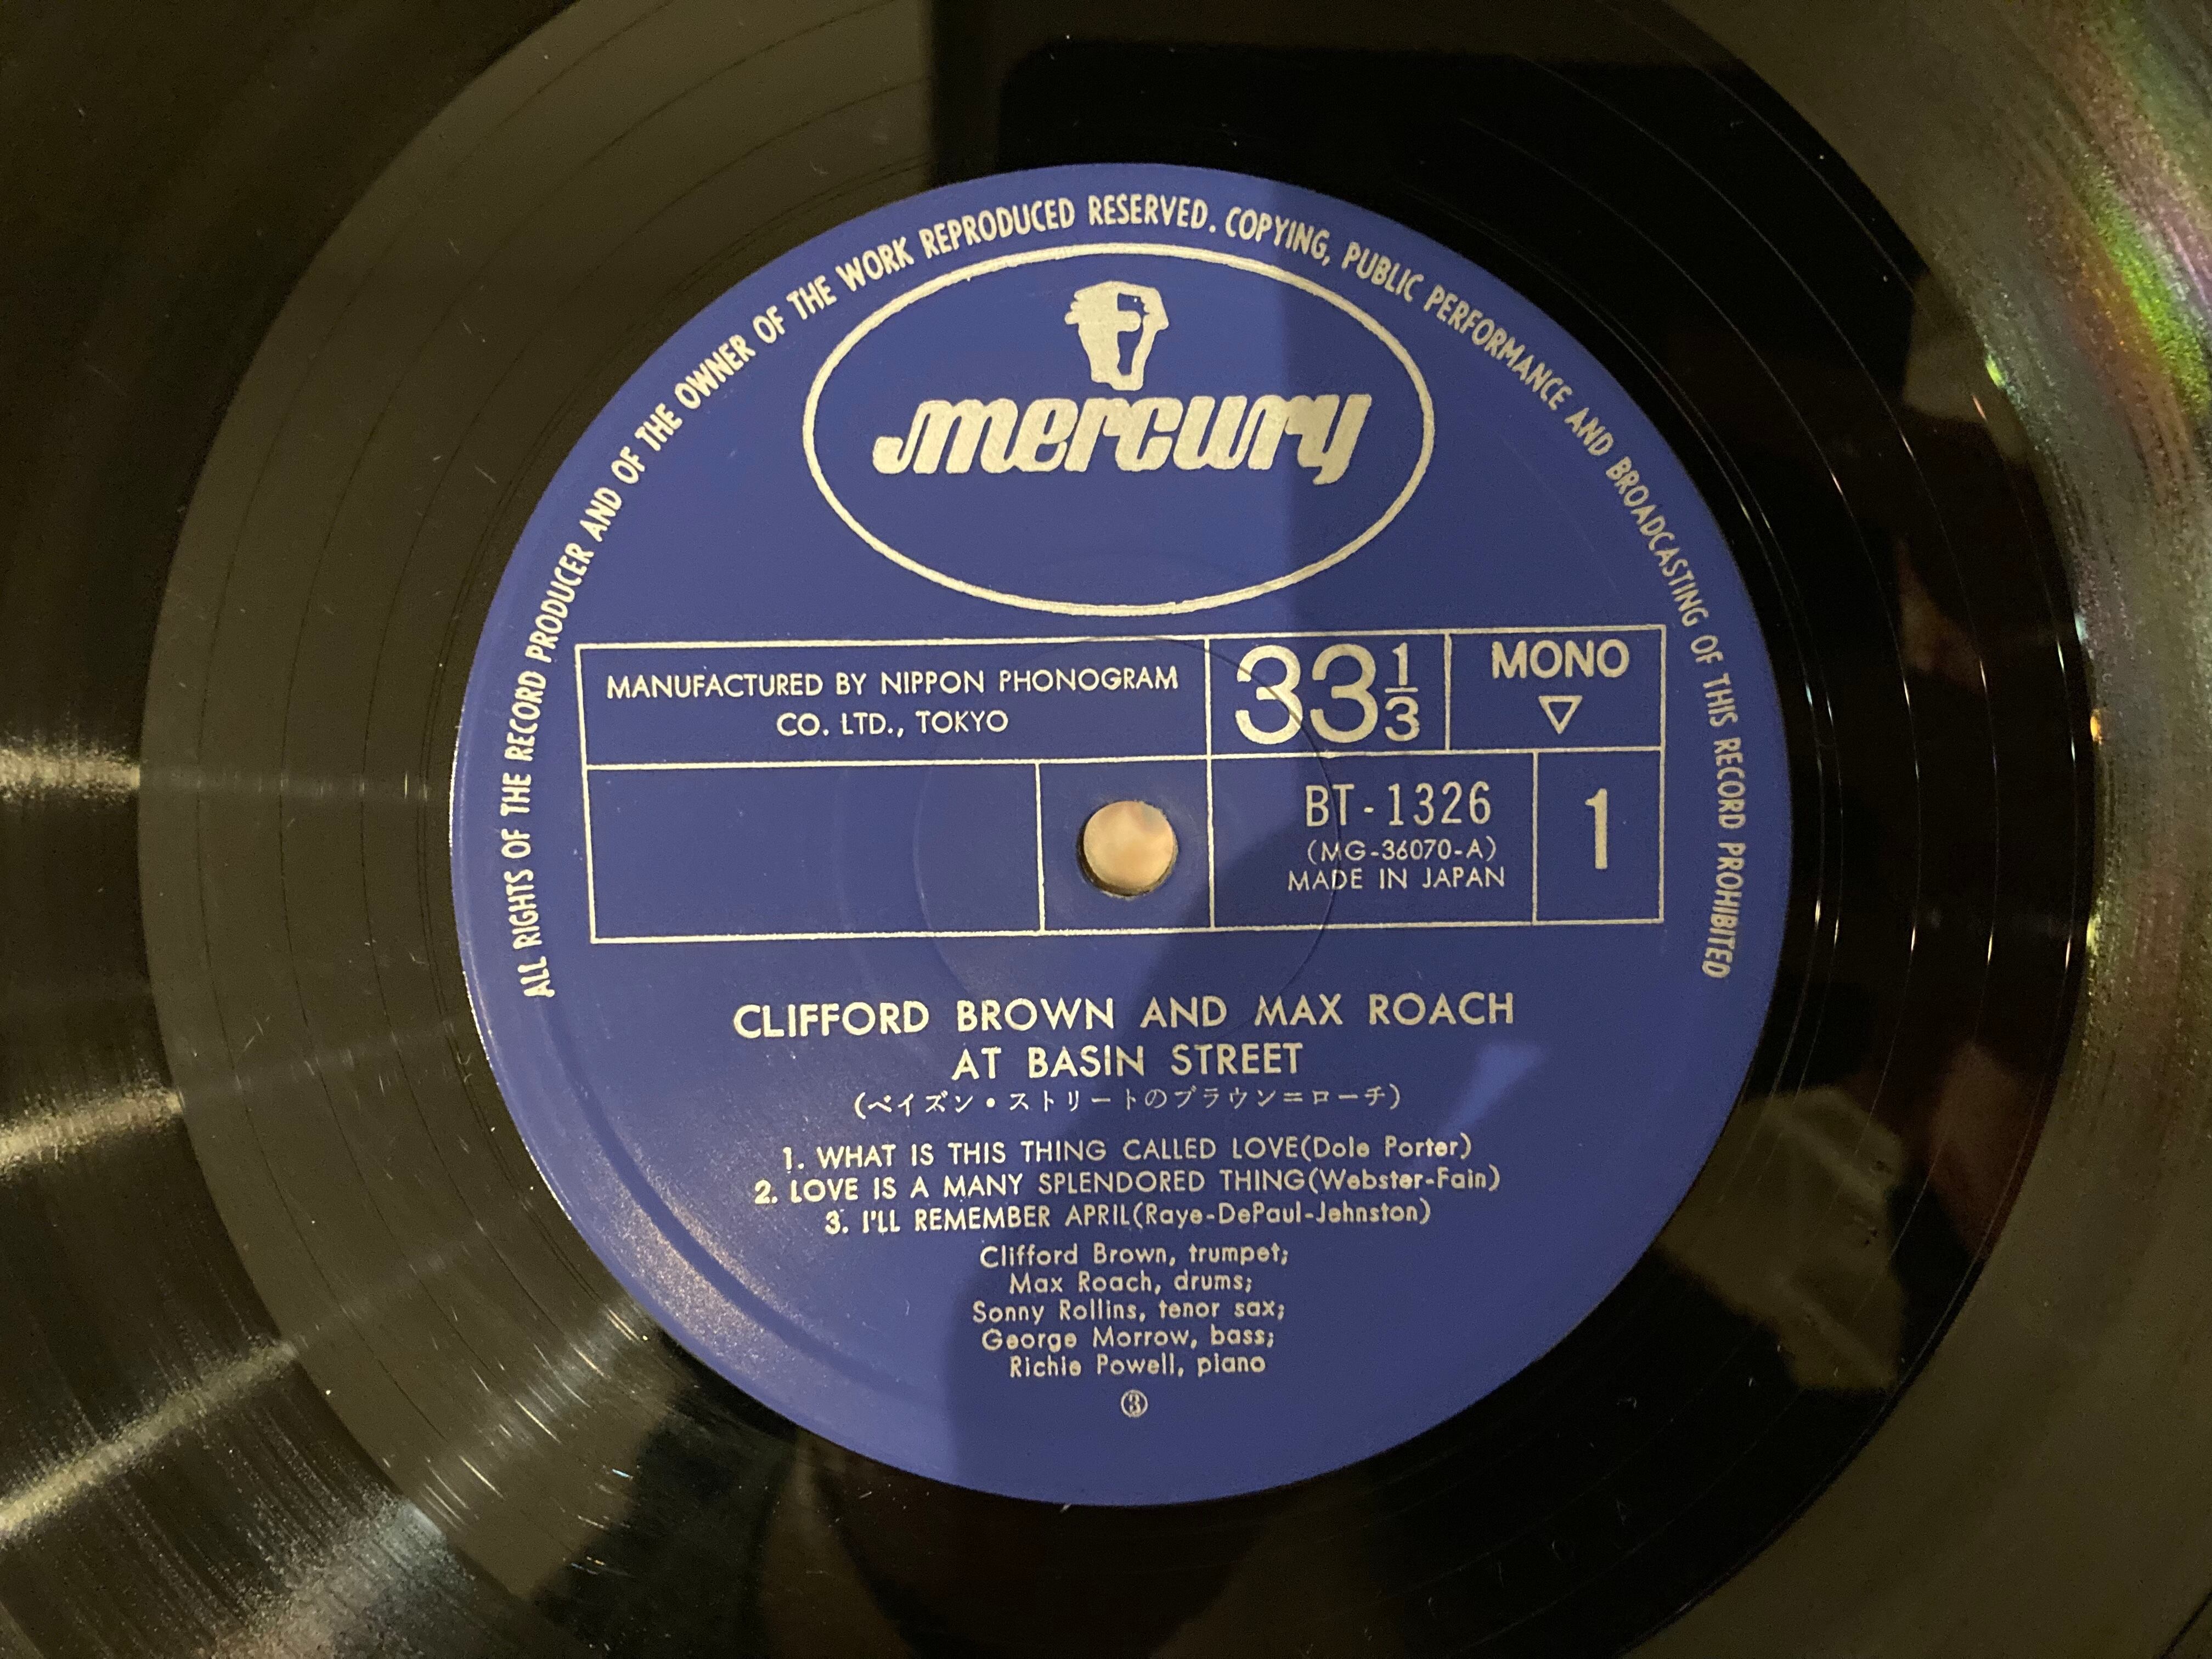 ALL RIGHTS OF THE RECORD PRODUCER AND OF THE OWNER OF THE WORK REPRODUCED RESERVED. COPYING, PUBLIC PERFORMANCE AND BROADCASTING OF THIS RECORD PROHIBITED
mercury
MANUFACTURED BY NIPPON PHONOGRAM
CO. LTD., TOKYO
33 1/3
MONO
▽
BT-1326
(MG-36070-A)
MADE IN JAPAN
1
CLIFFORD BROWN AND MAX ROACH
AT BASIN STREET
(ベイズン・ストリートのブラウン=ローチ)
1. WHAT IS THIS THING CALLED LOVE(Dole Porter)
2. LOVE IS A MANY SPLENDORED THING(Webster-Fain)
3. I'LL REMEMBER APRIL(Raye-DePaul-Jehnston)
Clifford Brown, trumpet;
Max Roach, drums;
Sonny Rollins, tenor sax;
George Morrow, bass;
Richie Powell, piano
③